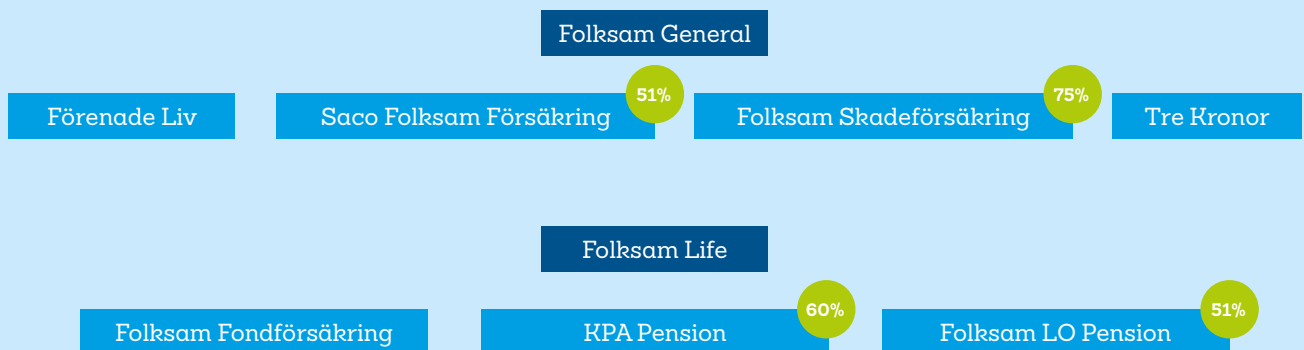 Folksam General
Förenade Liv
Saco Folksam Försäkring
51%
Folksam Skadeförsäkring
75%
Tre Kronor
Folksam Life
Folksam Fondförsäkring
KPA Pension
60%
Folksam LO Pension
51%